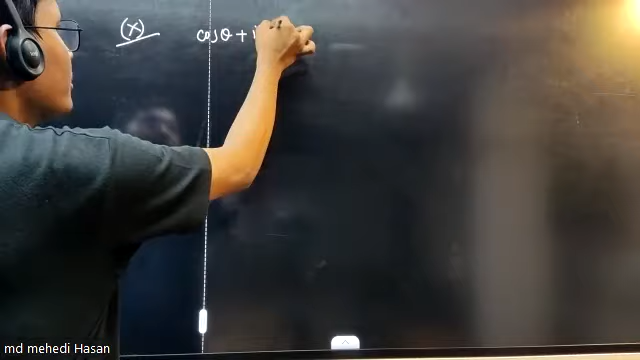 (x) cosθ + i
md mehedi Hasan